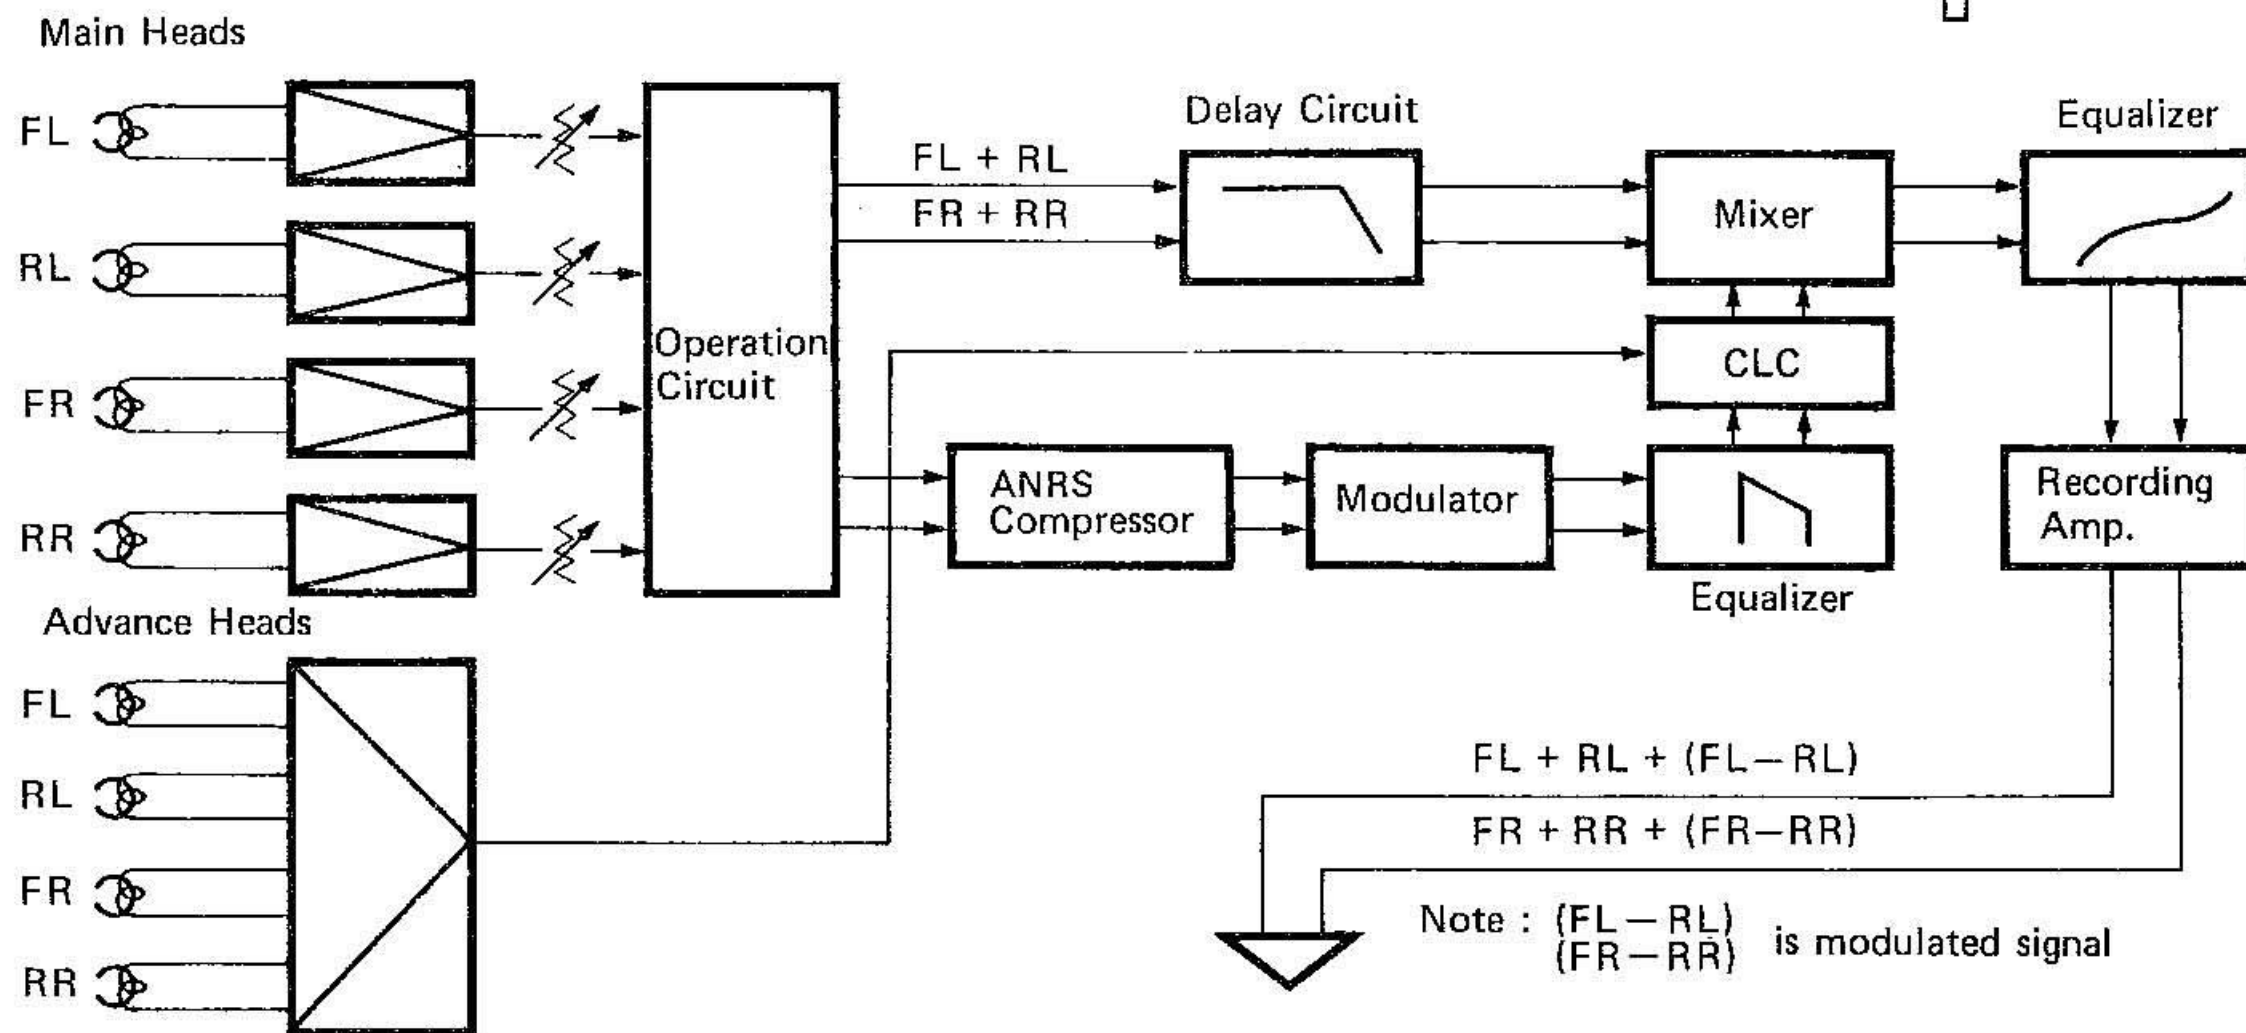 Main Heads
FL
RL
FR
RR
Advance Heads
FL
RL
FR
RR
Operation
Circuit
FL + RL
FR + RR
Delay Circuit
Mixer
Equalizer
CLC
ANRS
Compressor
Modulator
Equalizer
Recording
Amp.
FL + RL + (FL—RL)
FR + RR + (FR—RR)
Note : (FL — RL)
(FR — RR) is modulated signal